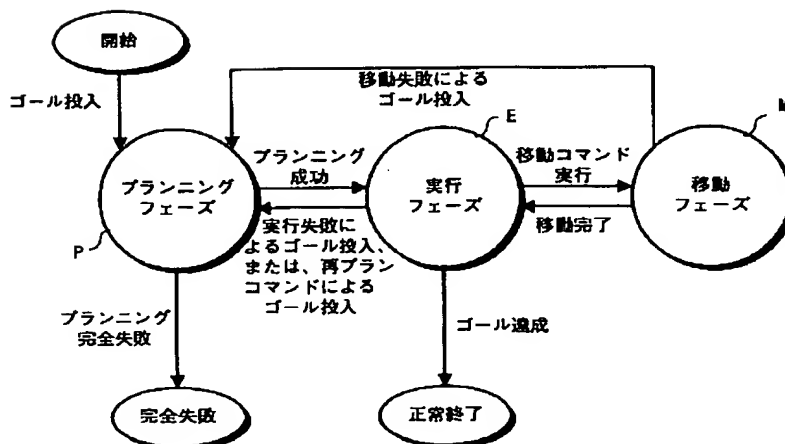 開始
ゴール投入
移動失敗による
ゴール投入
E
M
プランニング
フェーズ
P
プランニング
成功
実行
フェーズ
移動コマンド
実行
移動
フェーズ
実行失敗に
よるゴール投入、
または、再プラン
コマンドによる
ゴール投入
移動完了
プランニング
完全失敗
ゴール達成
完全失敗
正常終了